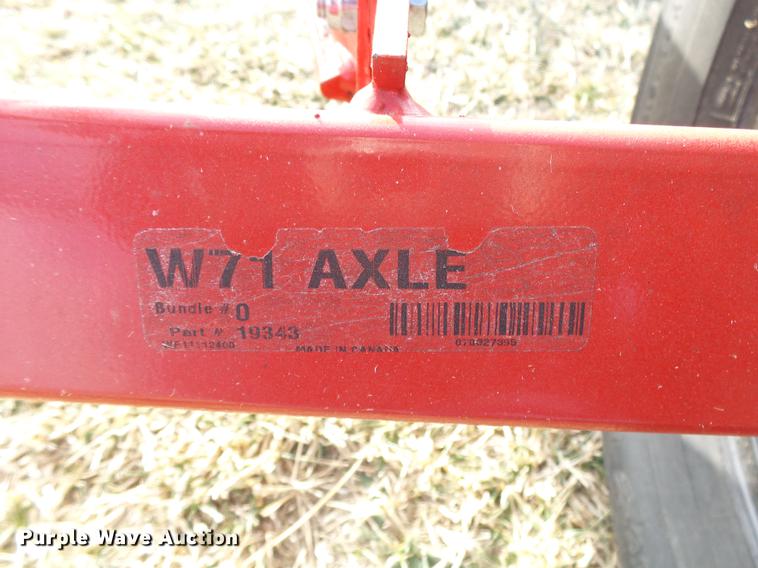 W71 AXLE
Bundle # 0
Part # 19343
MADE IN CANADA
Purple Wave Auction